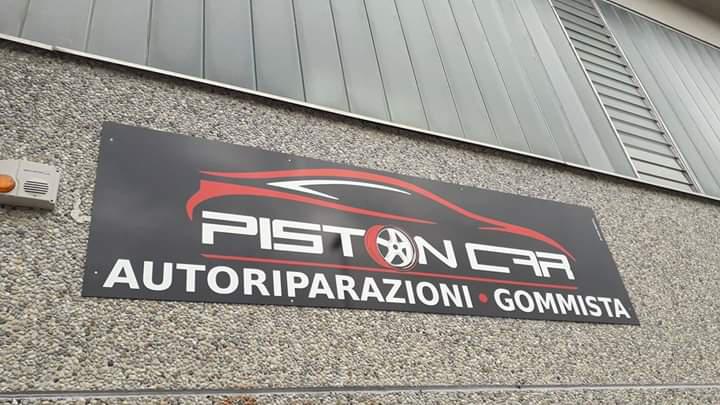 PISTON CAR
AUTORIPARAZIONI • GOMMISTA